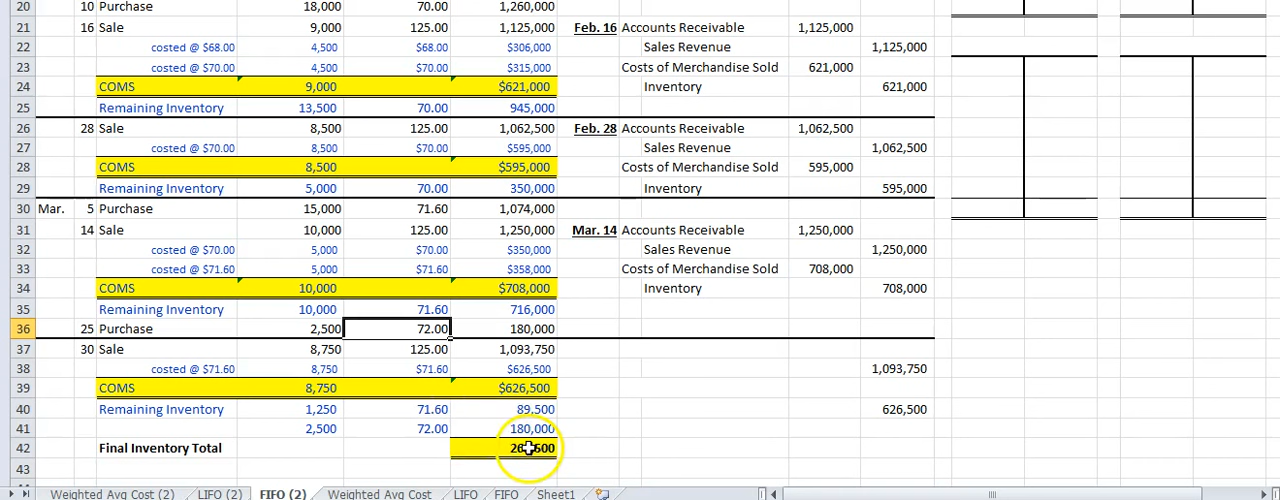 20 10 Purchase 18,000 70.00 1,260,000
21 16 Sale 9,000 125.00 1,125,000 Feb. 16 Accounts Receivable 1,125,000
22 costed @ $68.00 4,500 $68.00 $306,000 Sales Revenue 1,125,000
23 costed @ $70.00 4,500 $70.00 $315,000 Costs of Merchandise Sold 621,000
24 COMS 9,000 $621,000 Inventory 621,000
25 Remaining Inventory 13,500 70.00 945,000
26 28 Sale 8,500 125.00 1,062,500 Feb. 28 Accounts Receivable 1,062,500
27 costed @ $70.00 8,500 $70.00 $595,000 Sales Revenue 1,062,500
28 COMS 8,500 $595,000 Costs of Merchandise Sold 595,000
29 Remaining Inventory 5,000 70.00 350,000 Inventory 595,000
30 Mar. 5 Purchase 15,000 71.60 1,074,000
31 14 Sale 10,000 125.00 1,250,000 Mar. 14 Accounts Receivable 1,250,000
32 costed @ $70.00 5,000 $70.00 $350,000 Sales Revenue 1,250,000
33 costed @ $71.60 5,000 $71.60 $358,000 Costs of Merchandise Sold 708,000
34 COMS 10,000 $708,000 Inventory 708,000
35 Remaining Inventory 10,000 71.60 716,000
36 25 Purchase 2,500 72.00 180,000
37 30 Sale 8,750 125.00 1,093,750
38 costed @ $71.60 8,750 $71.60 $626,500 1,093,750
39 COMS 8,750 $626,500
40 Remaining Inventory 1,250 71.60 89,500 626,500
41 2,500 72.00 180,000
42 Final Inventory Total
43
Weighted Avg Cost (2) LIFO (2) FIFO (2) Weighted Avg Cost LIFO FIFO Sheet1